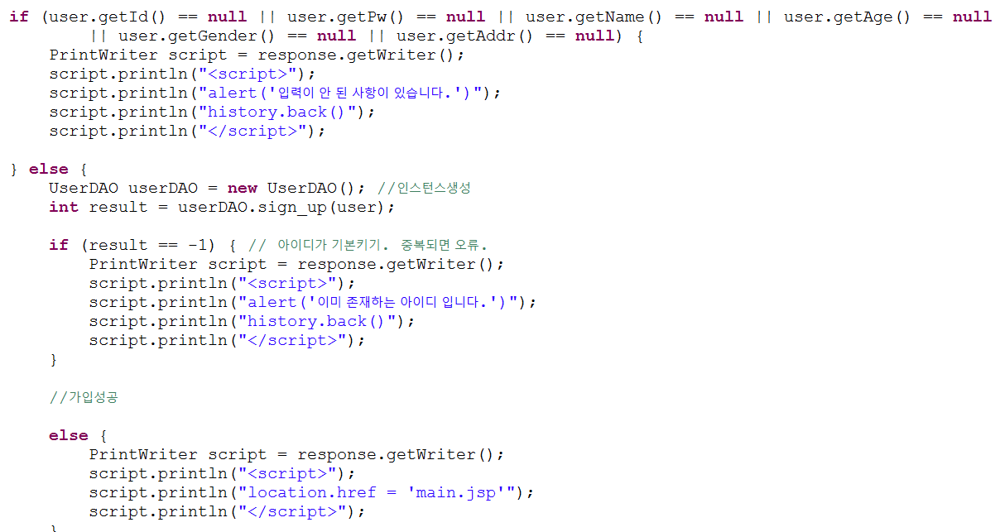 if (user.getId() == null || user.getPw() == null || user.getName() == null || user.getAge() == null
|| user.getGender() == null || user.getAddr() == null) {
PrintWriter script = response.getWriter();
script.println("<script>");
script.println("alert('입력이 안 된 사항이 있습니다.')");
script.println("history.back()");
script.println("</script>");
} else {
UserDAO userDAO = new UserDAO(); //인스턴스생성
int result = userDAO.sign_up(user);
if (result == -1) { // 아이디가 기본키기. 중복되면 오류.
PrintWriter script = response.getWriter();
script.println("<script>");
script.println("alert('이미 존재하는 아이디 입니다.')");
script.println("history.back()");
script.println("</script>");
}
//가입성공
else {
PrintWriter script = response.getWriter();
script.println("<script>");
script.println("location.href = 'main.jsp'");
script.println("</script>");
}